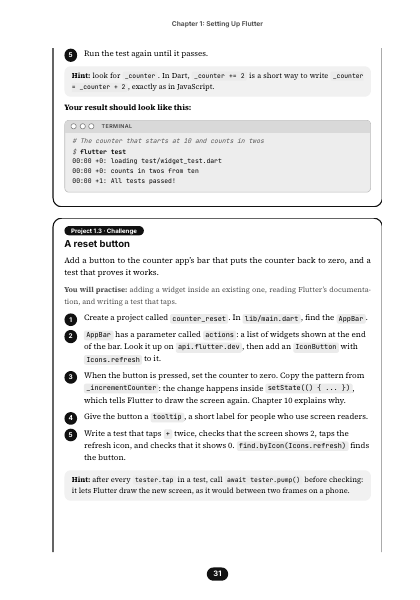 Chapter 1: Setting Up Flutter
5 Run the test again until it passes.
Hint: look for _counter. In Dart, _counter += 2 is a short way to write _counter
= _counter + 2, exactly as in JavaScript.
Your result should look like this:
TERMINAL
# The counter that starts at 10 and counts in twos
$ flutter test
00:00 +0: loading test/widget_test.dart
00:00 +0: counts in twos from ten
00:00 +1: All tests passed!
Project 1.3 · Challenge
A reset button
Add a button to the counter app's bar that puts the counter back to zero, and a
test that proves it works.
You will practise: adding a widget inside an existing one, reading Flutter's documenta-
tion, and writing a test that taps.
1 Create a project called counter_reset. In lib/main.dart, find the AppBar.
2 AppBar has a parameter called actions: a list of widgets shown at the end
of the bar. Look it up on api.flutter.dev, then add an IconButton with
Icons.refresh to it.
3 When the button is pressed, set the counter to zero. Copy the pattern from
_incrementCounter: the change happens inside setState(() { ... }),
which tells Flutter to draw the screen again. Chapter 10 explains why.
4 Give the button a tooltip, a short label for people who use screen readers.
5 Write a test that taps + twice, checks that the screen shows 2, taps the
refresh icon, and checks that it shows 0. find.byIcon(Icons.refresh) finds
the button.
Hint: after every tester.tap in a test, call await tester.pump() before checking:
it lets Flutter draw the new screen, as it would between two frames on a phone.
31